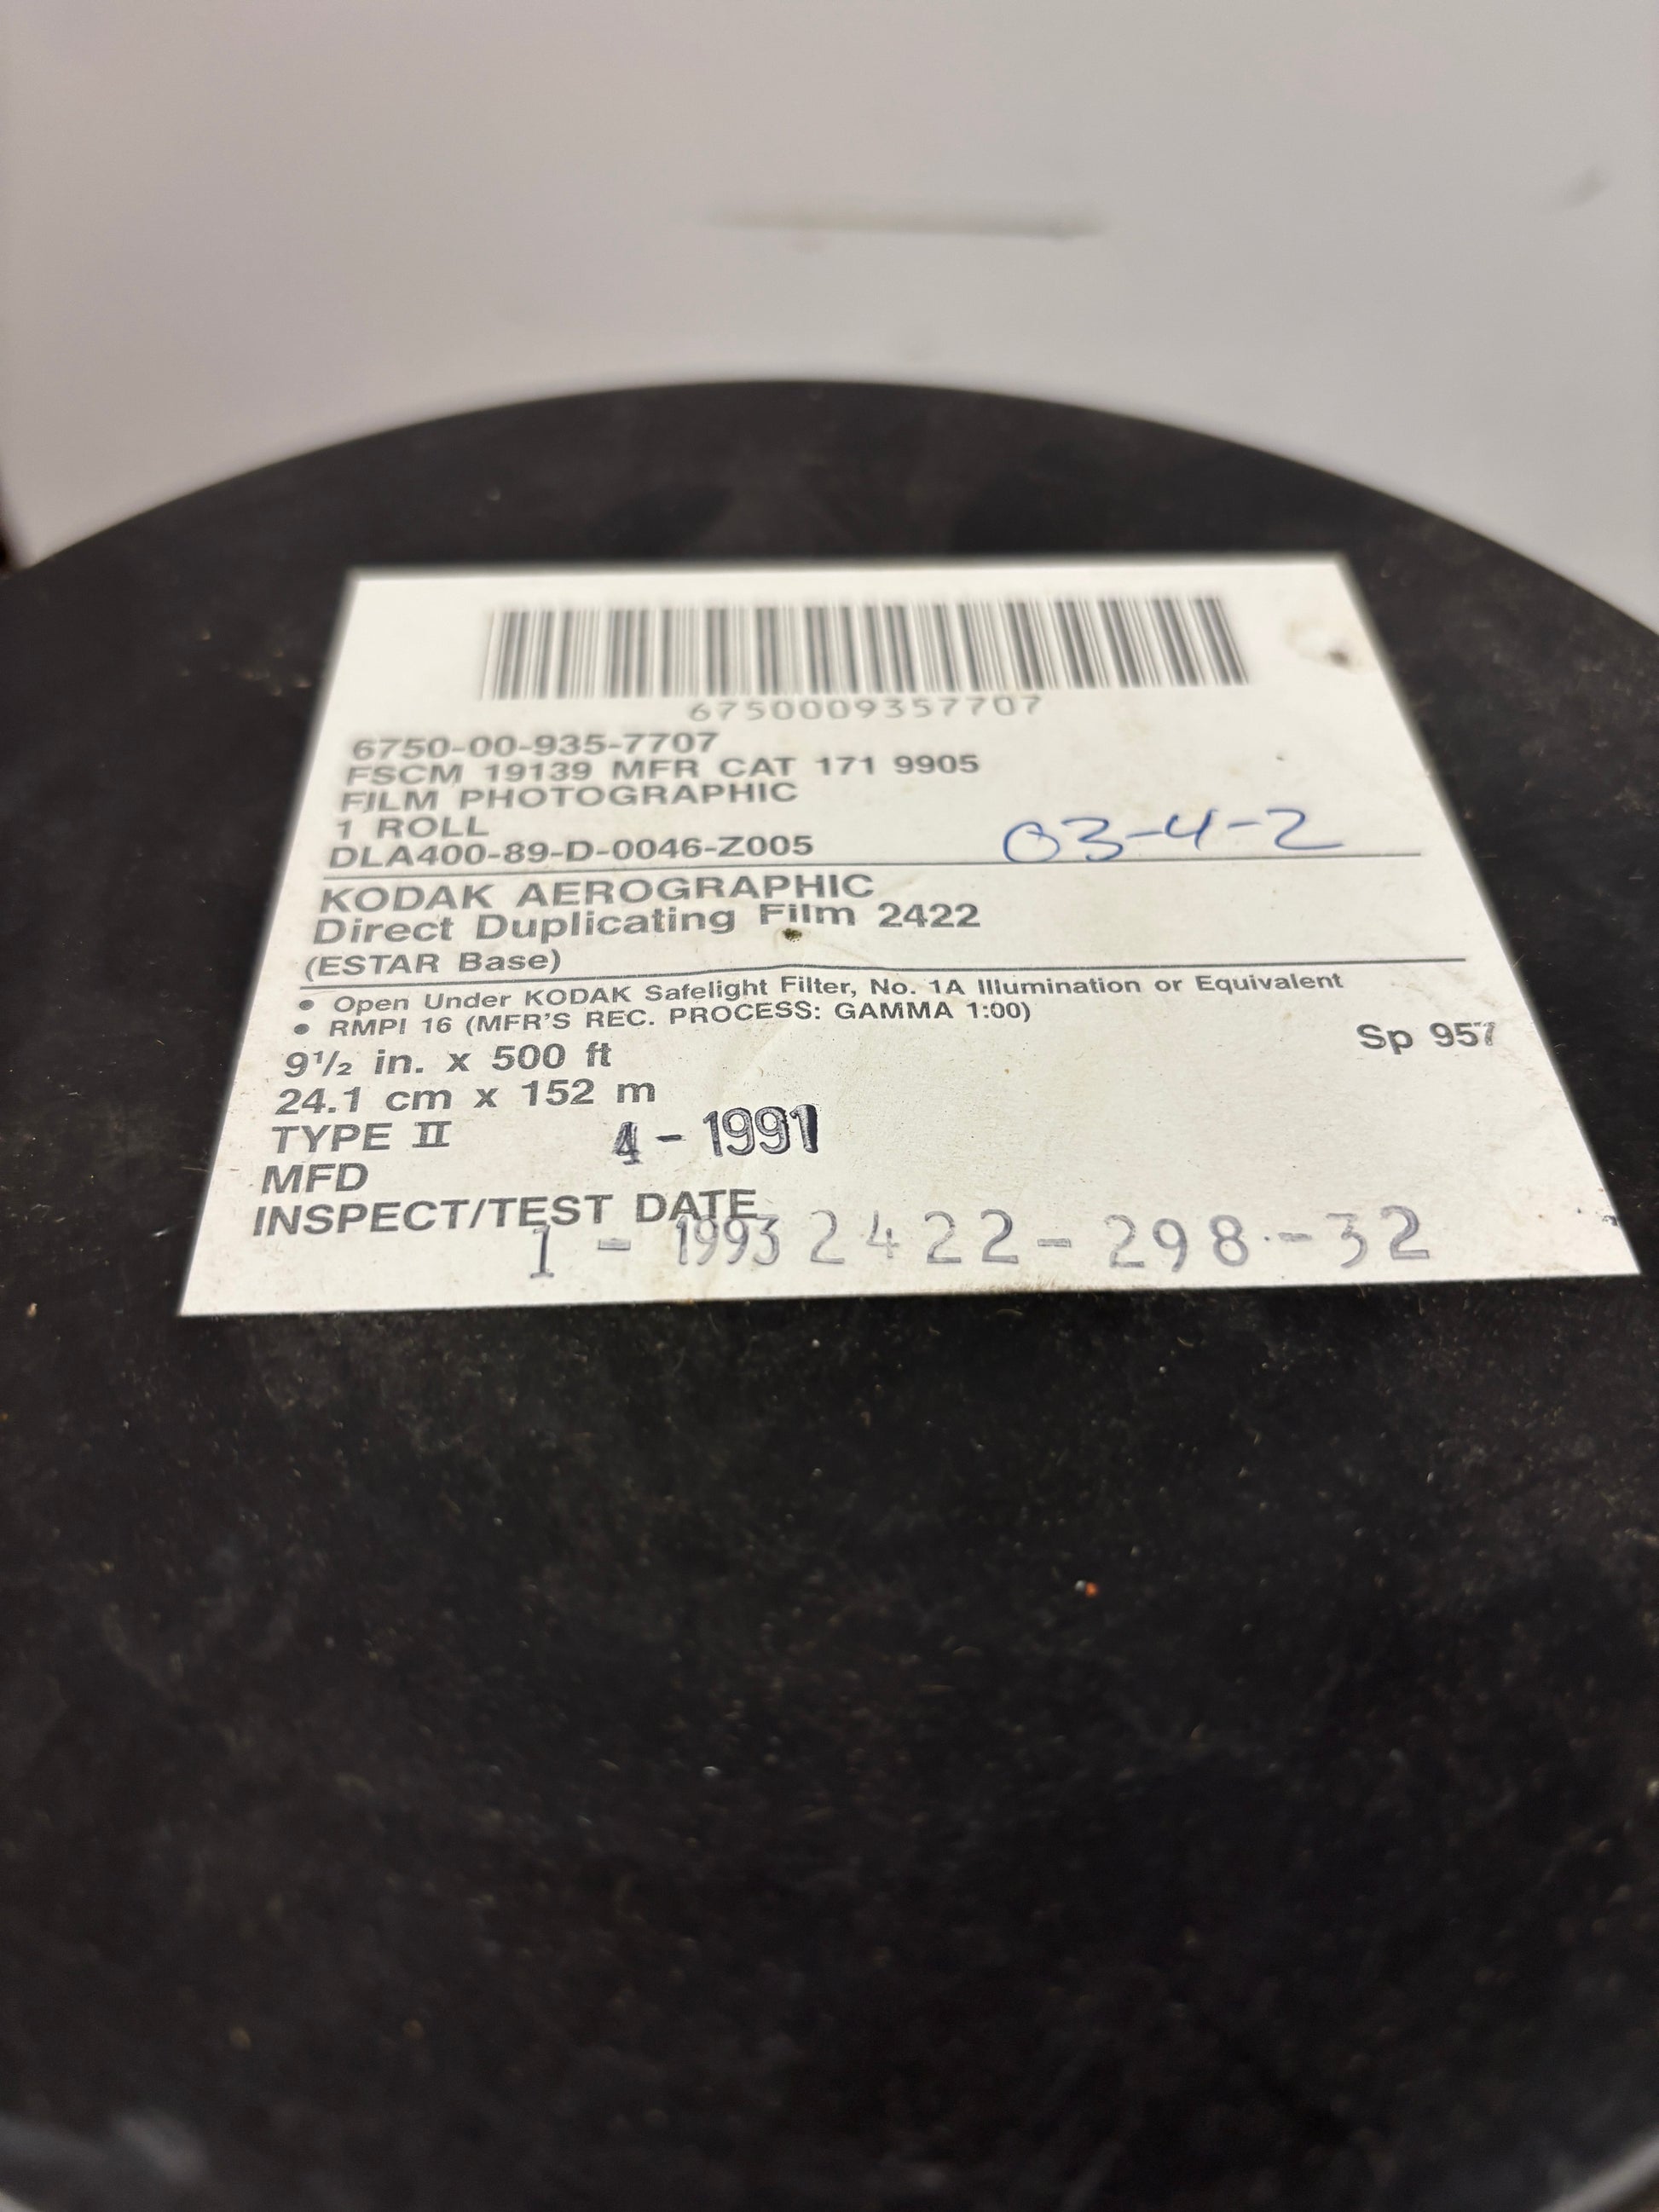 6750009357707
6750-00-935-7707
FSCM 19139 MFR CAT 171 9905
FILM PHOTOGRAPHIC
1 ROLL
DLA400-89-D-0046-Z005
03-4-2
KODAK AEROGRAPHIC
Direct Duplicating Film 2422
(ESTAR Base)
• Open Under KODAK Safelight Filter, No. 1A Illumination or Equivalent
• RMPI 16 (MFR'S REC. PROCESS: GAMMA 1:00)
9½ in. x 500 ft Sp 957
24.1 cm x 152 m
TYPE II
4 - 1991
MFD
INSPECT/TEST DATE
1 - 1993 2422-298-32